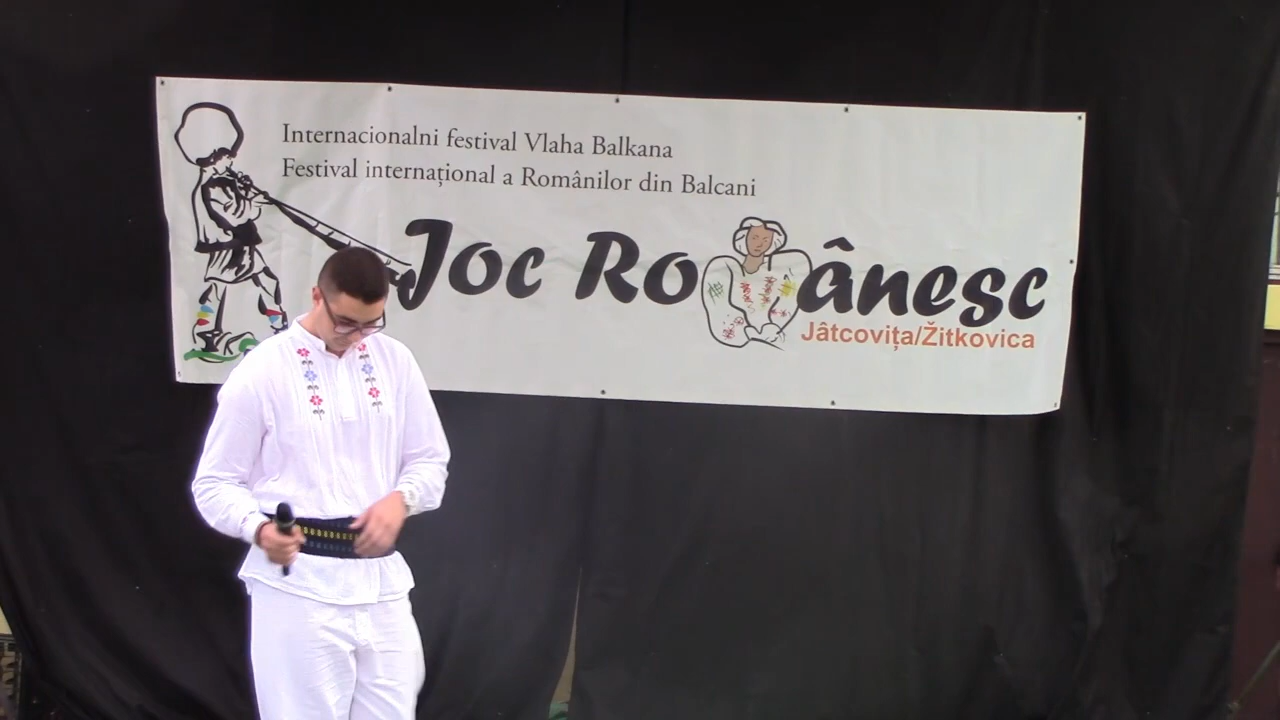 Internacionalni festival Vlaha Balkana
Festival internațional a Românilor din Balcani
Joc Românesc
Jâtcovița/Žitkovica